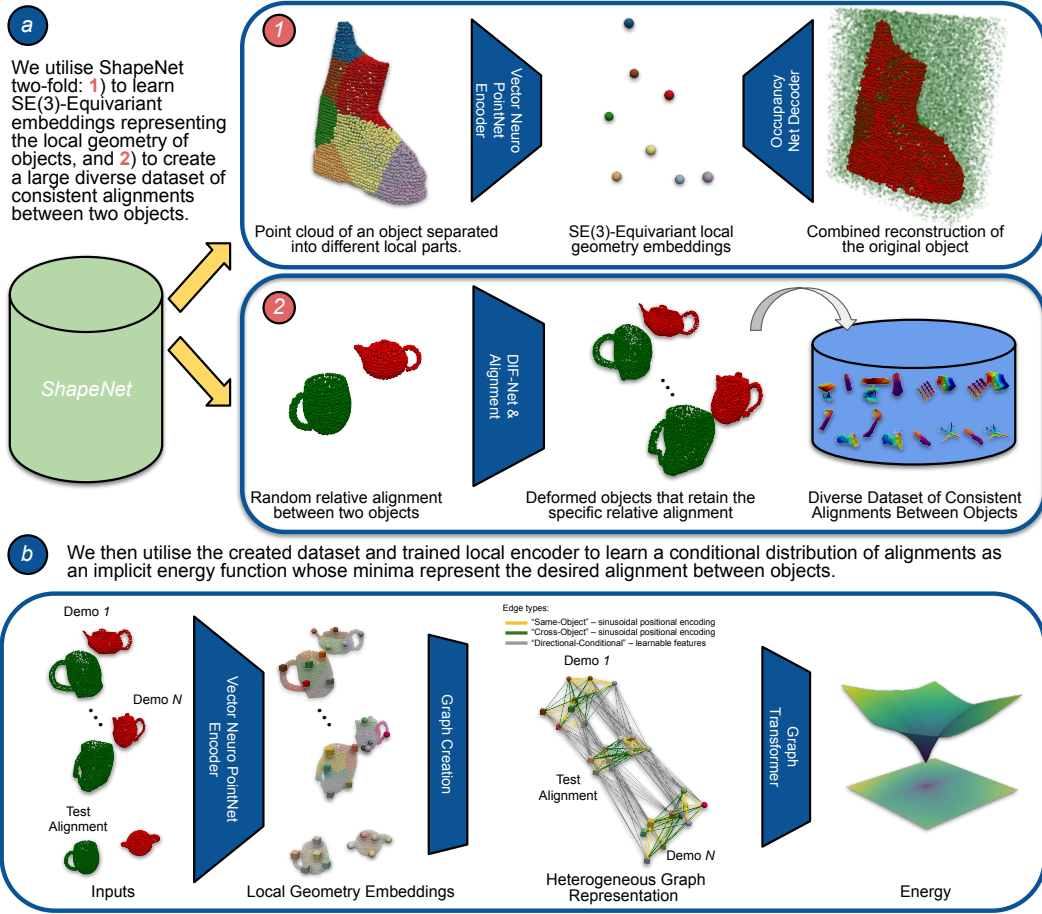 a
We utilise ShapeNet
two-fold: 1) to learn
SE(3)-Equivariant
embeddings representing
the local geometry of
objects, and 2) to create
a large diverse dataset of
consistent alignments
between two objects.
ShapeNet
1
Vector Neuro
PointNet
Encoder
Occupancy
Net Decoder
Point cloud of an object separated
into different local parts.
SE(3)-Equivariant local
geometry embeddings
Combined reconstruction of
the original object
2
DIF-Net &
Alignment
Random relative alignment
between two objects
Deformed objects that retain the
specific relative alignment
Diverse Dataset of Consistent
Alignments Between Objects
b
We then utilise the created dataset and trained local encoder to learn a conditional distribution of alignments as
an implicit energy function whose minima represent the desired alignment between objects.
Demo 1
Demo N
Test
Alignment
Inputs
Vector Neuro PointNet
Encoder
Local Geometry Embeddings
Graph Creation
Edge types:
"Same-Object" – sinusoidal positional encoding
"Cross-Object" – sinusoidal positional encoding
"Directional-Conditional" – learnable features
Demo 1
Test
Alignment
Demo N
Heterogeneous Graph
Representation
Graph
Transformer
Energy